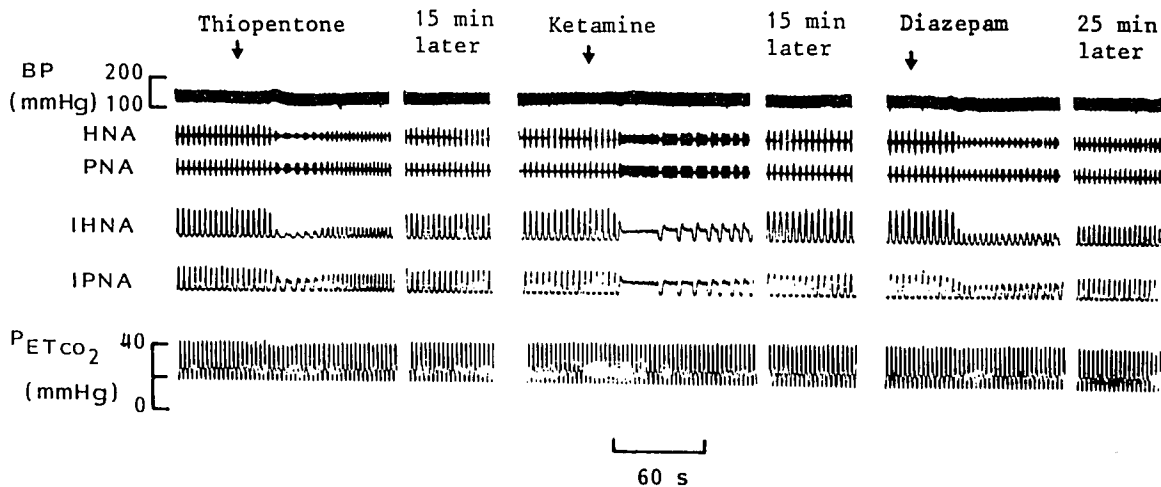 Thiopentone
15 min
later
Ketamine
15 min
later
Diazepam
25 min
later
BP
(mmHg)
200
100
HNA
PNA
IHNA
IPNA
PETCO2
(mmHg)
40
0
60 s